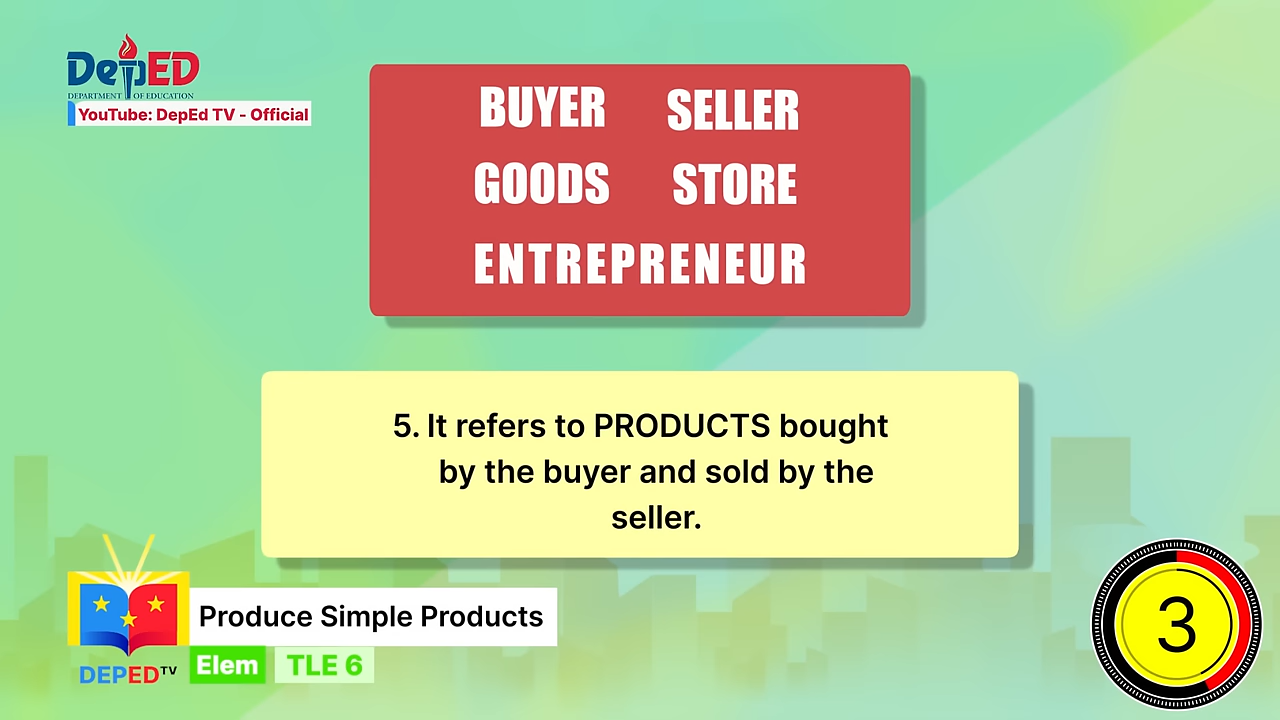 DepED
DEPARTMENT OF EDUCATION
YouTube: DepEd TV - Official
BUYER SELLER
GOODS STORE
ENTREPRENEUR
5. It refers to PRODUCTS bought
by the buyer and sold by the
seller.
3
Produce Simple Products
DEPED TV
Elem TLE 6